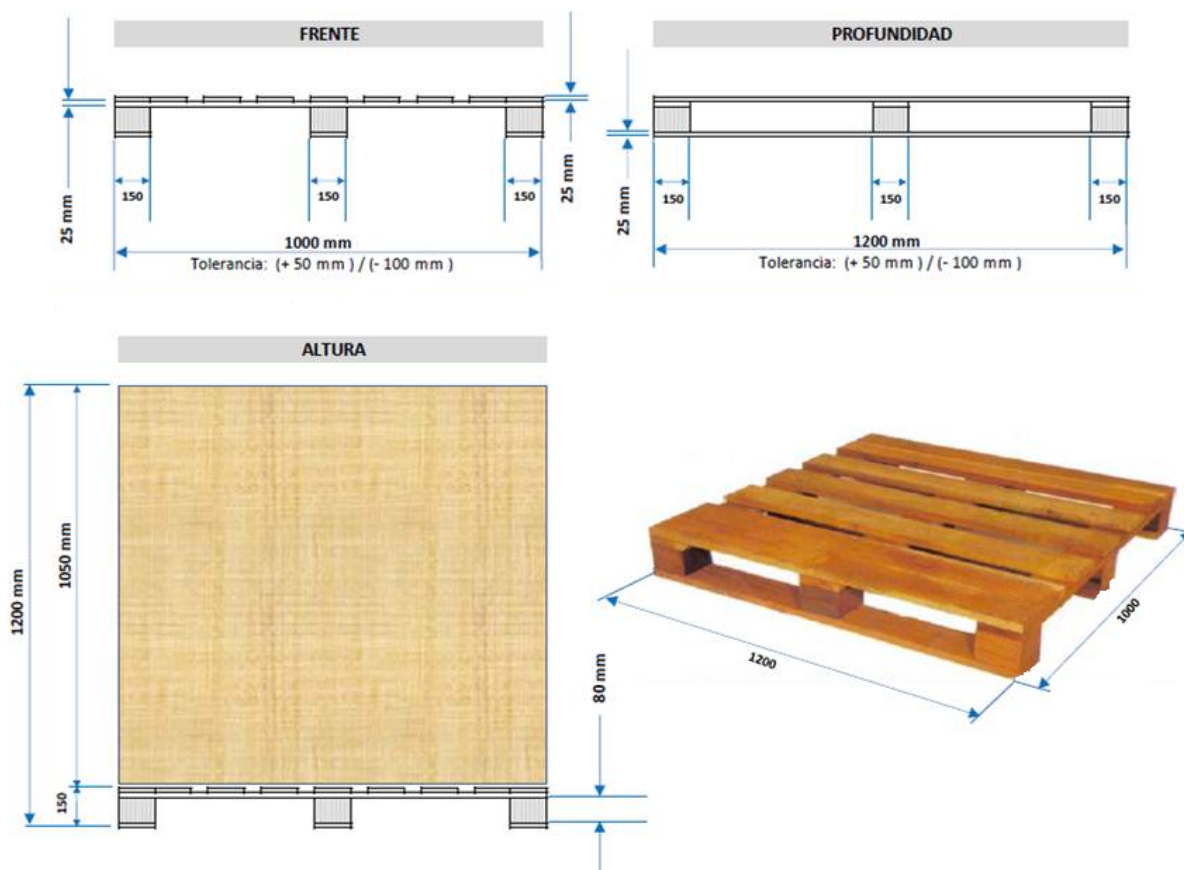 FRENTE
25 mm
150
150
150
25 mm
1000 mm
Tolerancia: (+ 50 mm ) / (- 100 mm )
PROFUNDIDAD
25 mm
150
150
150
1200 mm
Tolerancia: (+ 50 mm ) / (- 100 mm )
ALTURA
1200 mm
1050 mm
150
80 mm
1200
1000